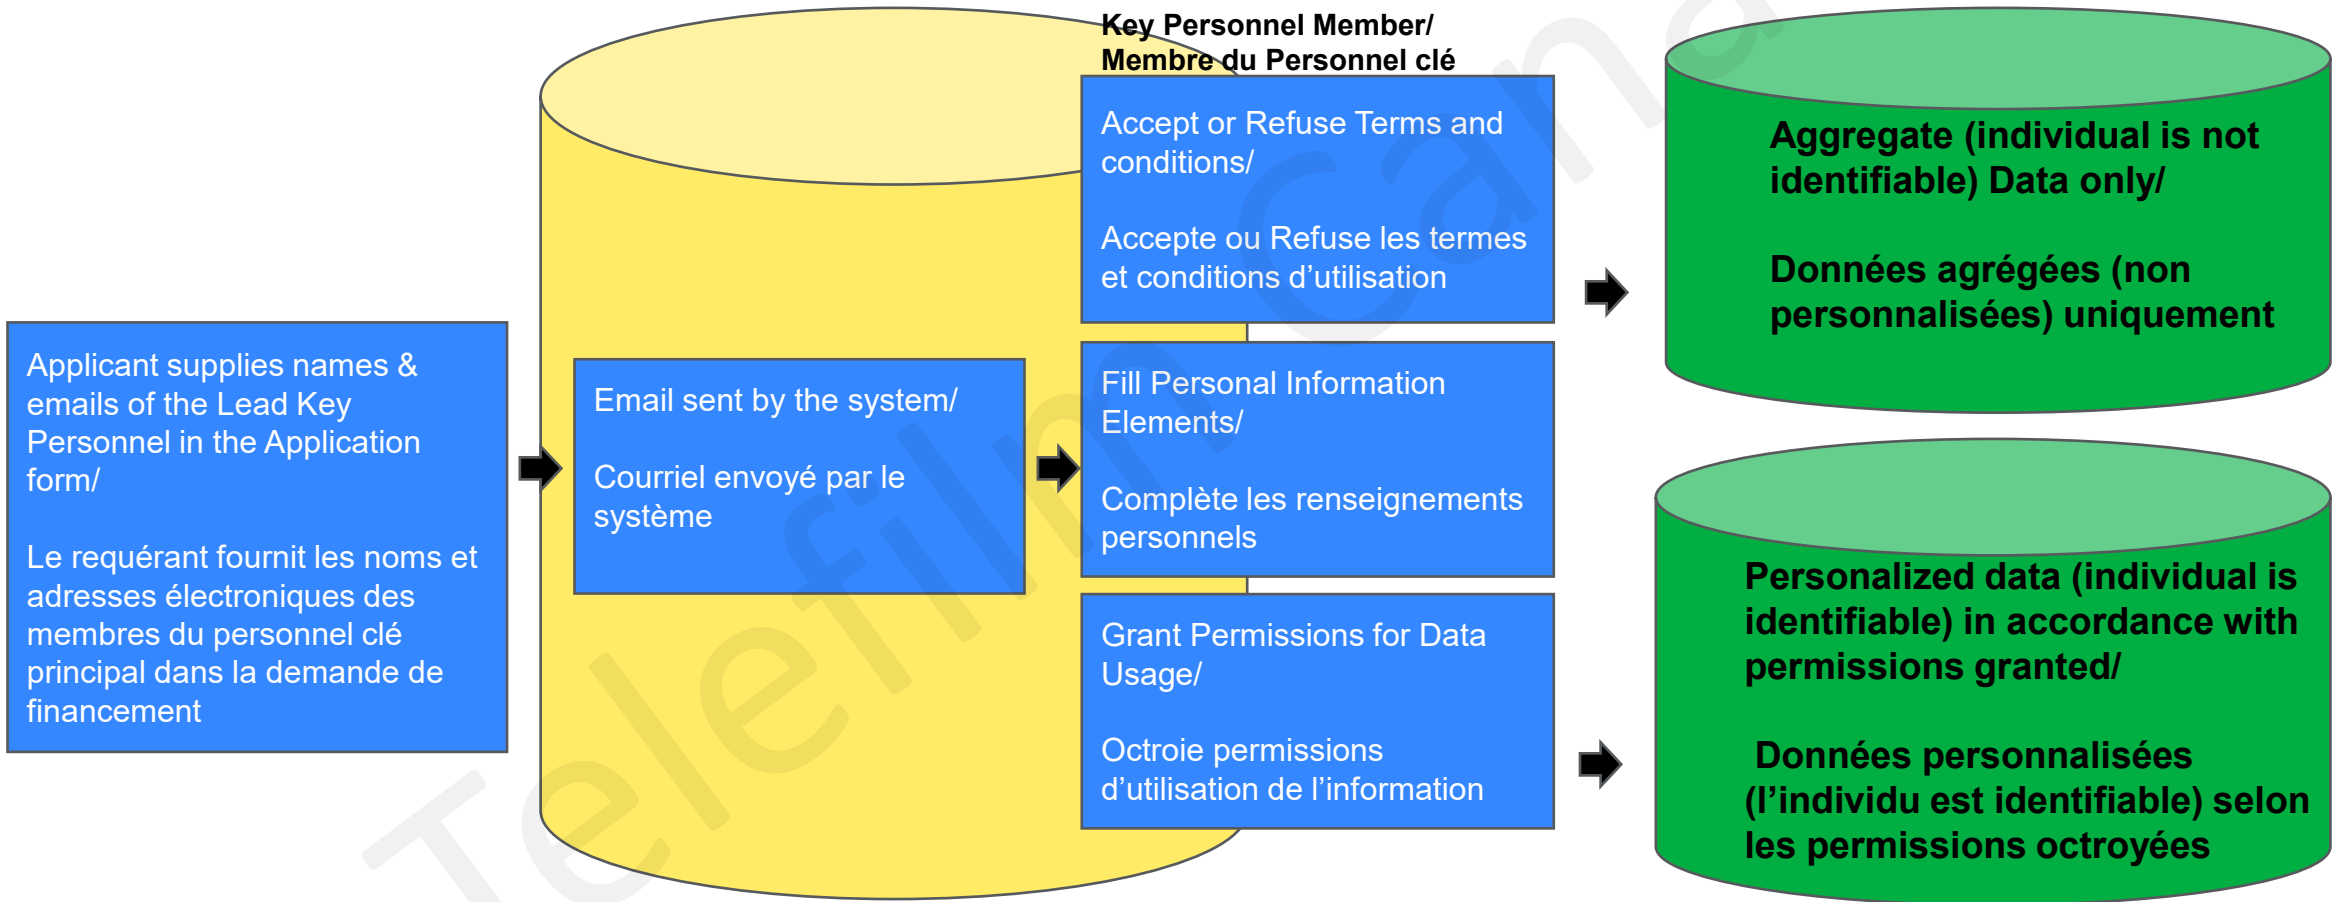 Applicant supplies names &
emails of the Lead Key
Personnel in the Application
form/
Le requérant fournit les noms et
adresses électroniques des
membres du personnel clé
principal dans la demande de
financement
Email sent by the system/
Courriel envoyé par le
système
Key Personnel Member/
Membre du Personnel clé
Accept or Refuse Terms and
conditions/
Accepte ou Refuse les termes
et conditions d’utilisation
Fill Personal Information
Elements/
Complète les renseignements
personnels
Grant Permissions for Data
Usage/
Octroie permissions
d’utilisation de l’information
Aggregate (individual is not
identifiable) Data only/
Données agrégées (non
personnalisées) uniquement
Personalized data (individual is
identifiable) in accordance with
permissions granted/
Données personnalisées
(l’individu est identifiable) selon
les permissions octroyées
Telefilm Cana